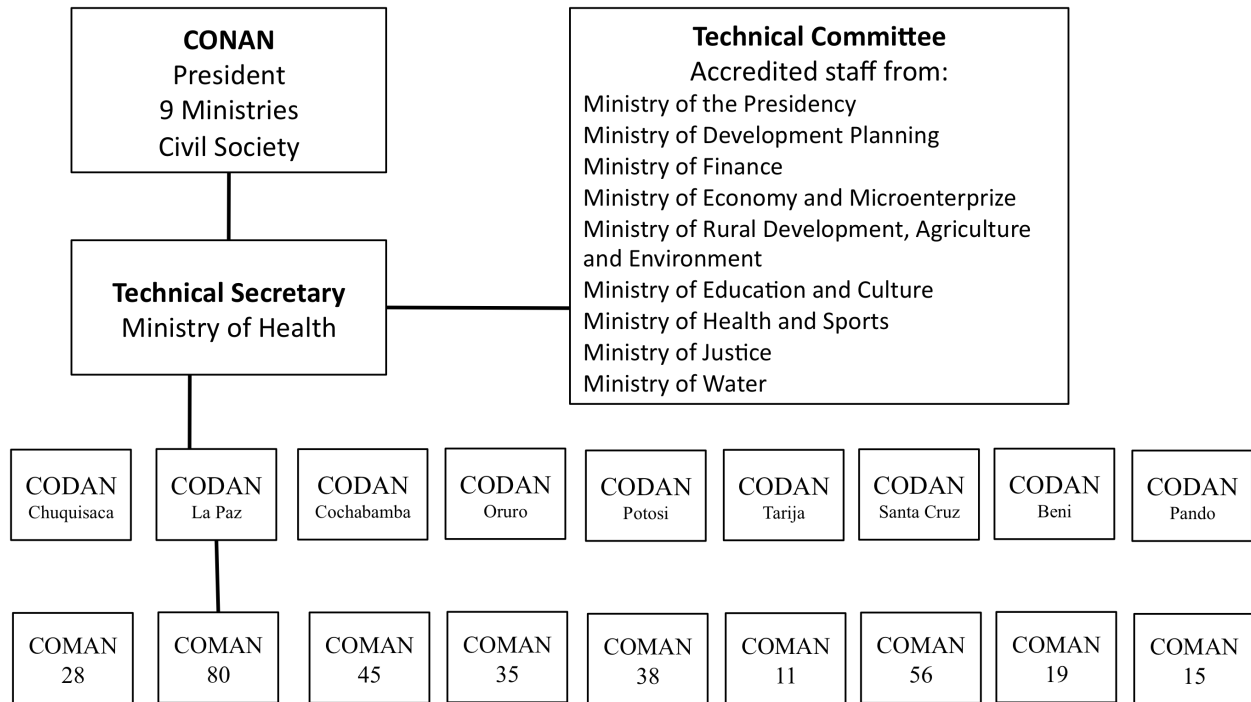 CONAN
President
9 Ministries
Civil Society
Technical Committee
Accredited staff from:
Ministry of the Presidency
Ministry of Development Planning
Ministry of Finance
Ministry of Economy and Microenterprize
Ministry of Rural Development, Agriculture
and Environment
Ministry of Education and Culture
Ministry of Health and Sports
Ministry of Justice
Ministry of Water
Technical Secretary
Ministry of Health
CODAN
Chuquisaca
CODAN
La Paz
CODAN
Cochabamba
CODAN
Oruro
CODAN
Potosi
CODAN
Tarija
CODAN
Santa Cruz
CODAN
Beni
CODAN
Pando
COMAN
28
COMAN
80
COMAN
45
COMAN
35
COMAN
38
COMAN
11
COMAN
56
COMAN
19
COMAN
15